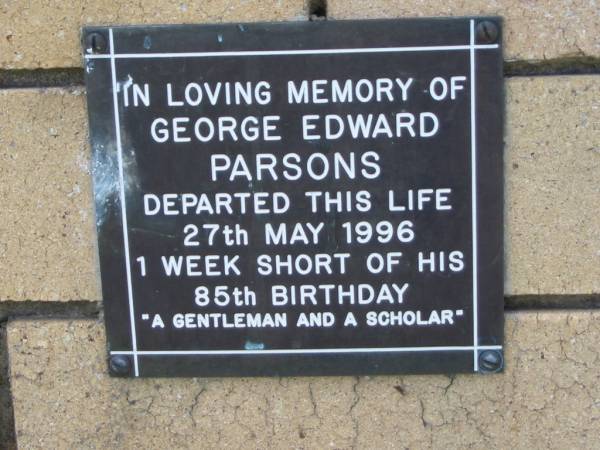 IN LOVING MEMORY OF
GEORGE EDWARD
PARSONS
DEPARTED THIS LIFE
27th MAY 1996
1 WEEK SHORT OF HIS
85th BIRTHDAY
"A GENTLEMAN AND A SCHOLAR"